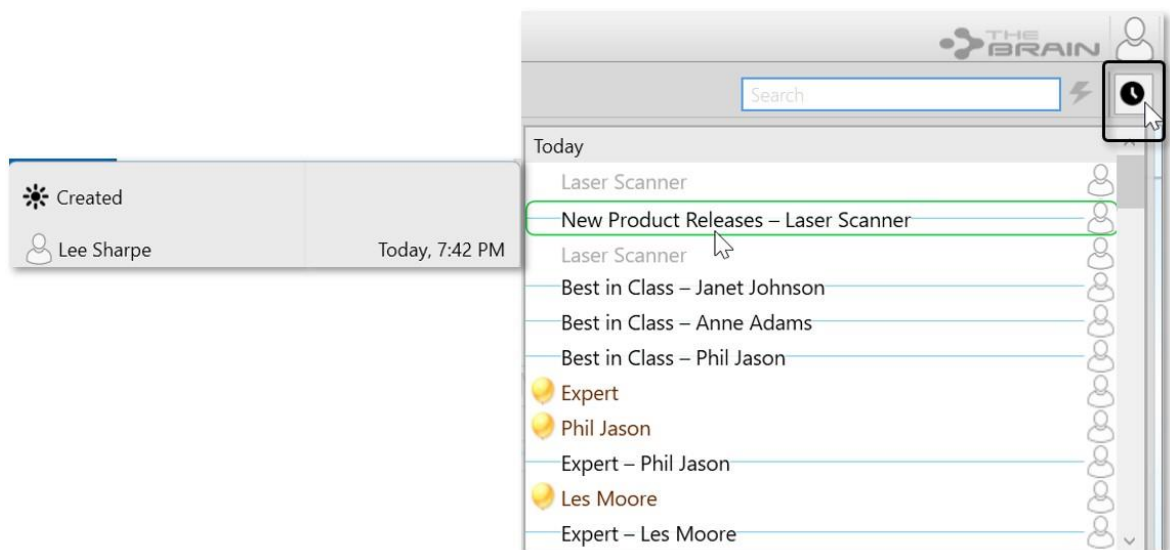 THE
BRAIN
Search
Today
Laser Scanner
New Product Releases – Laser Scanner
Laser Scanner
Best in Class – Janet Johnson
Best in Class – Anne Adams
Best in Class – Phil Jason
Expert
Phil Jason
Expert – Phil Jason
Les Moore
Expert – Les Moore
Created
Lee Sharpe Today, 7:42 PM